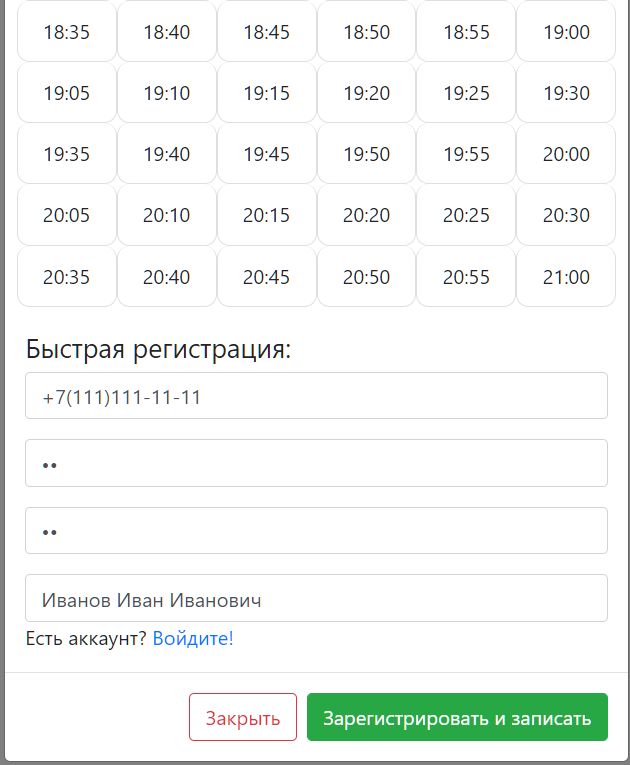 18:35 18:40 18:45 18:50 18:55 19:00
19:05 19:10 19:15 19:20 19:25 19:30
19:35 19:40 19:45 19:50 19:55 20:00
20:05 20:10 20:15 20:20 20:25 20:30
20:35 20:40 20:45 20:50 20:55 21:00
Быстрая регистрация:
+7(111)111-11-11
••
••
Иванов Иван Иванович
Есть аккаунт? Войдите!
Закрыть Зарегистрировать и записать